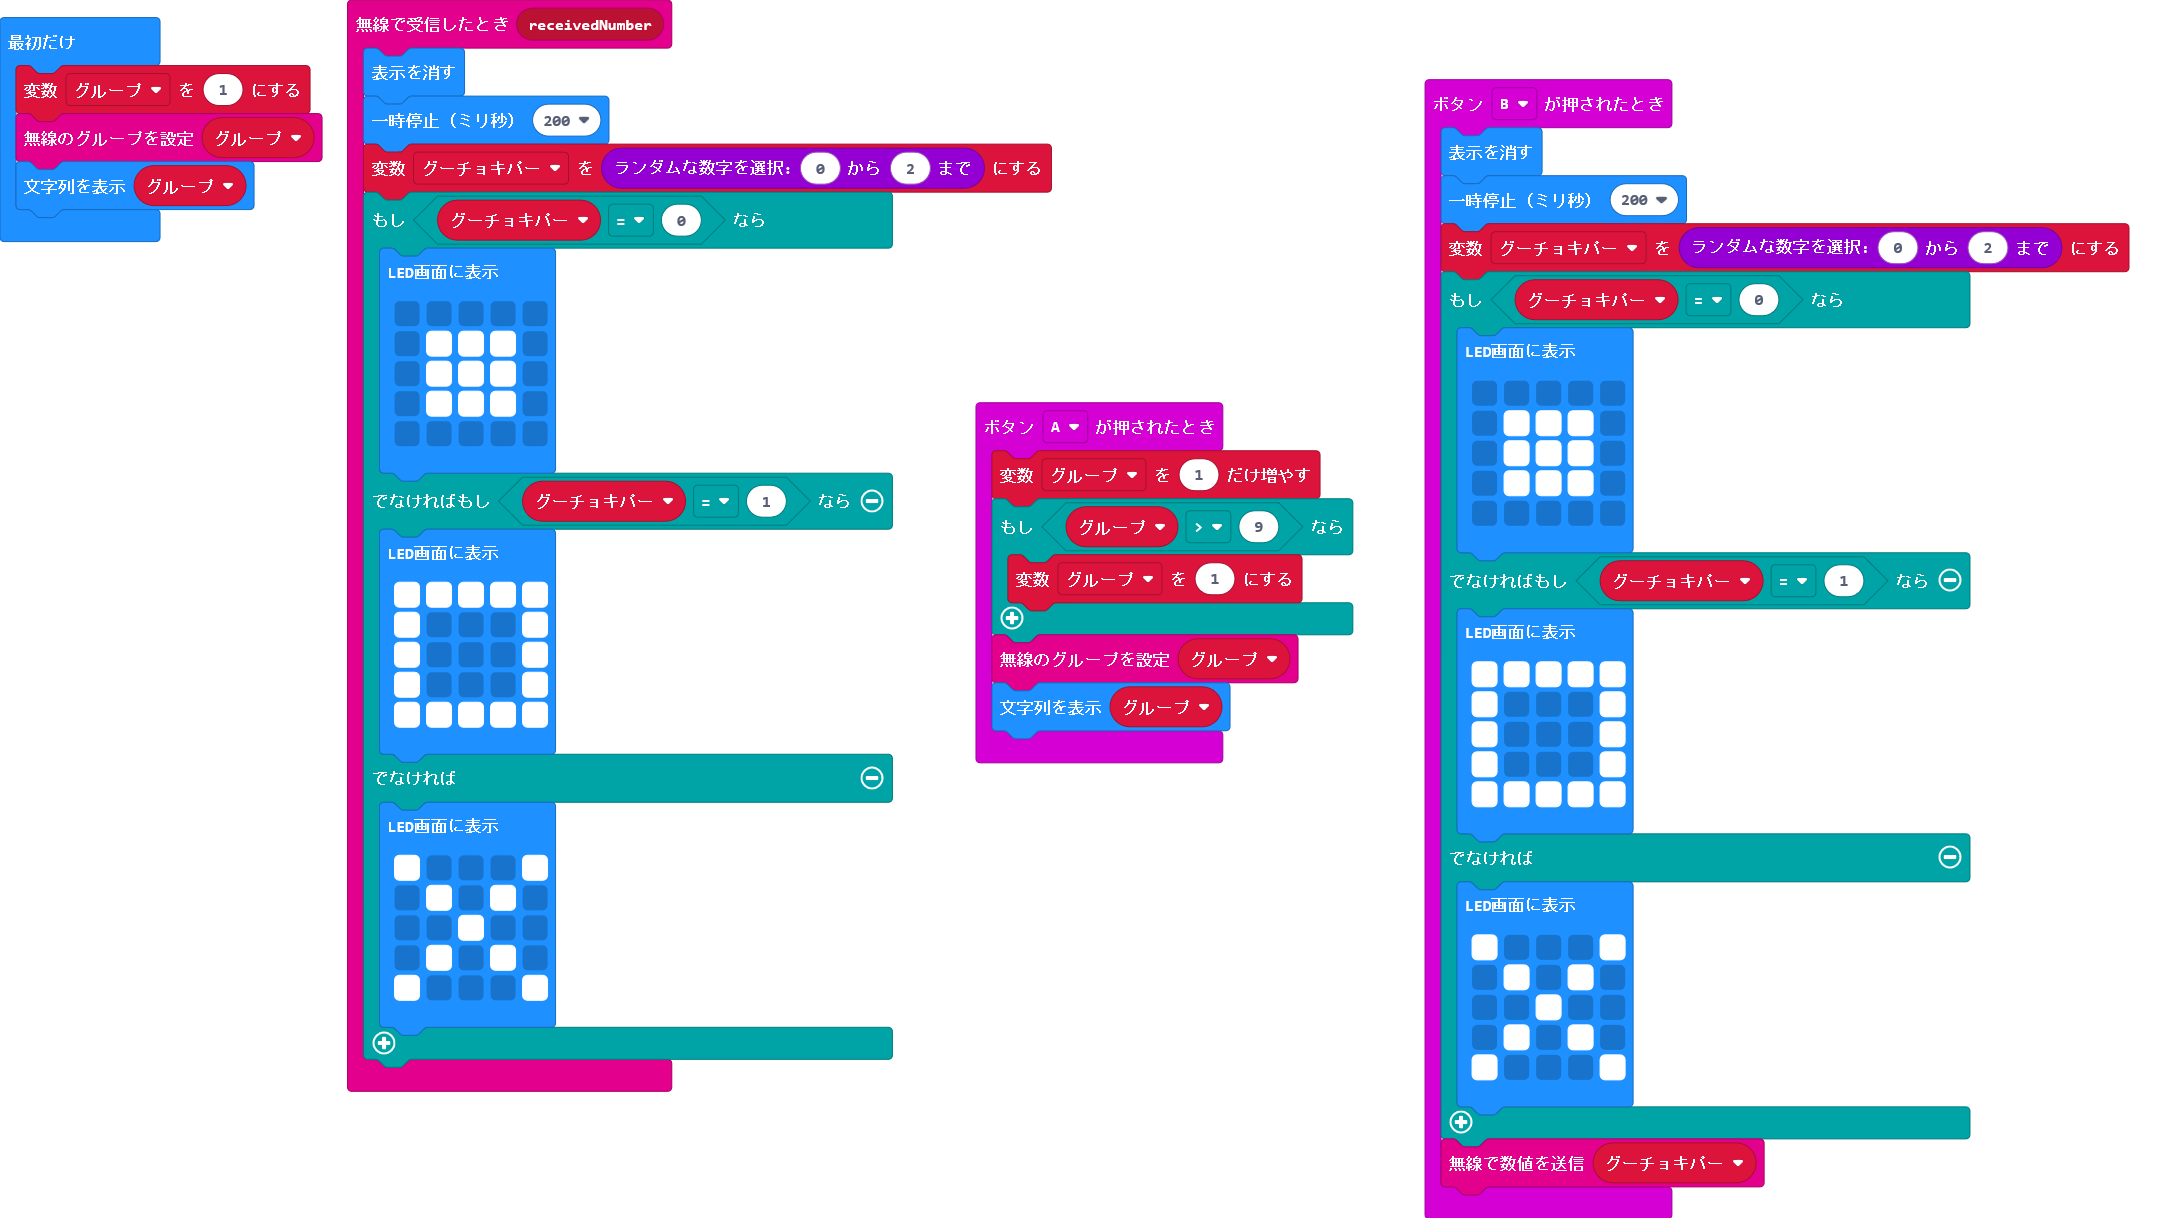 最初だけ
変数 グループ を 1 にする
無線のグループを設定 グループ
文字列を表示 グループ
無線で受信したとき receivedNumber
表示を消す
一時停止（ミリ秒） 200
変数 グーチョキパー を ランダムな数字を選択: 0 から 2 まで にする
もし グーチョキパー = 0 なら
LED画面に表示
でなければもし グーチョキパー = 1 なら
LED画面に表示
でなければ
LED画面に表示
ボタン A が押されたとき
変数 グループ を 1 だけ増やす
もし グループ > 9 なら
変数 グループ を 1 にする
無線のグループを設定 グループ
文字列を表示 グループ
ボタン B が押されたとき
表示を消す
一時停止（ミリ秒） 200
変数 グーチョキパー を ランダムな数字を選択: 0 から 2 まで にする
もし グーチョキパー = 0 なら
LED画面に表示
でなければもし グーチョキパー = 1 なら
LED画面に表示
でなければ
LED画面に表示
無線で数値を送信 グーチョキパー